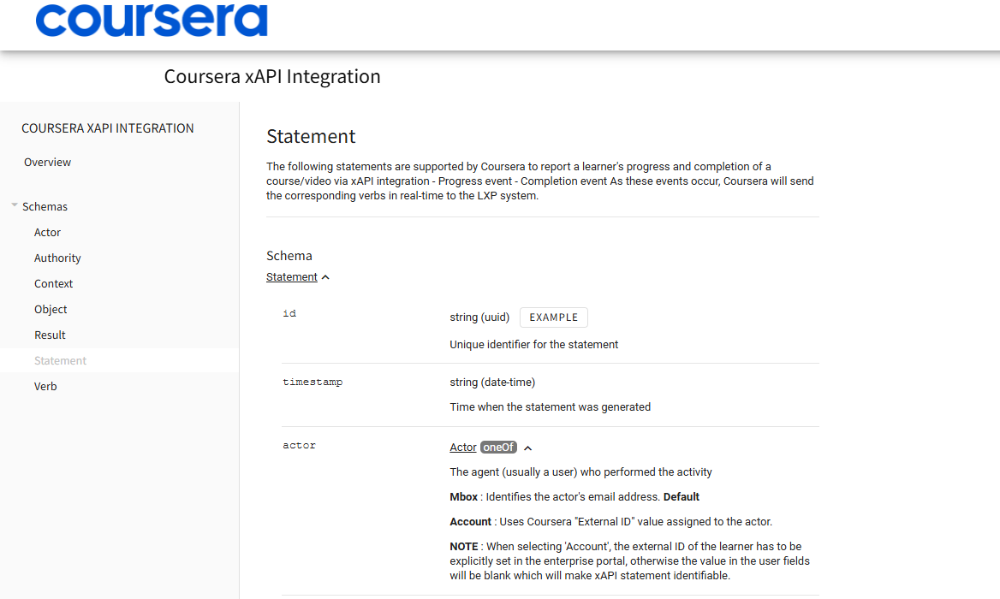 coursera
Coursera xAPI Integration
COURSERA XAPI INTEGRATION
Overview
Schemas
Actor
Authority
Context
Object
Result
Statement
Verb
Statement
The following statements are supported by Coursera to report a learner's progress and completion of a
course/video via xAPI integration - Progress event - Completion event As these events occur, Coursera will send
the corresponding verbs in real-time to the LXP system.
Schema
Statement
id
string (uuid) EXAMPLE
Unique identifier for the statement
timestamp
string (date-time)
Time when the statement was generated
actor
Actor oneOf
The agent (usually a user) who performed the activity
Mbox : Identifies the actor's email address. Default
Account : Uses Coursera "External ID" value assigned to the actor.
NOTE : When selecting 'Account', the external ID of the learner has to be
explicitly set in the enterprise portal, otherwise the value in the user fields
will be blank which will make xAPI statement identifiable.